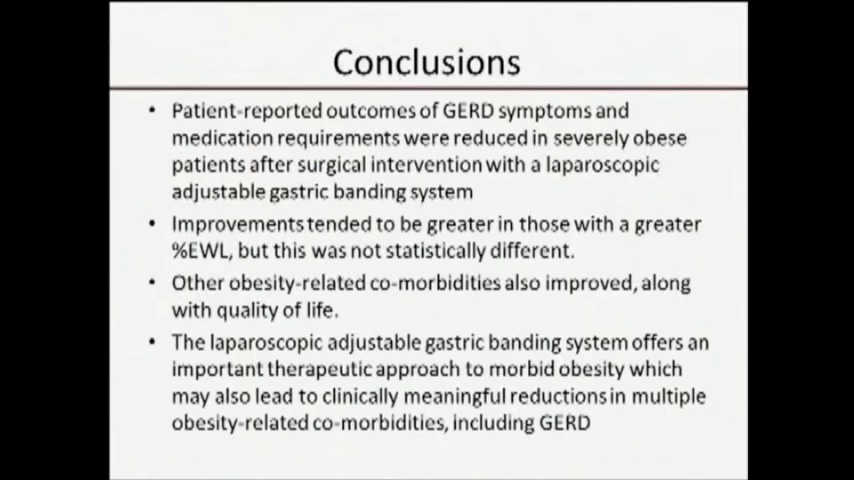 Conclusions
• Patient-reported outcomes of GERD symptoms and
medication requirements were reduced in severely obese
patients after surgical intervention with a laparoscopic
adjustable gastric banding system
• Improvements tended to be greater in those with a greater
%EWL, but this was not statistically different.
• Other obesity-related co-morbidities also improved, along
with quality of life.
• The laparoscopic adjustable gastric banding system offers an
important therapeutic approach to morbid obesity which
may also lead to clinically meaningful reductions in multiple
obesity-related co-morbidities, including GERD